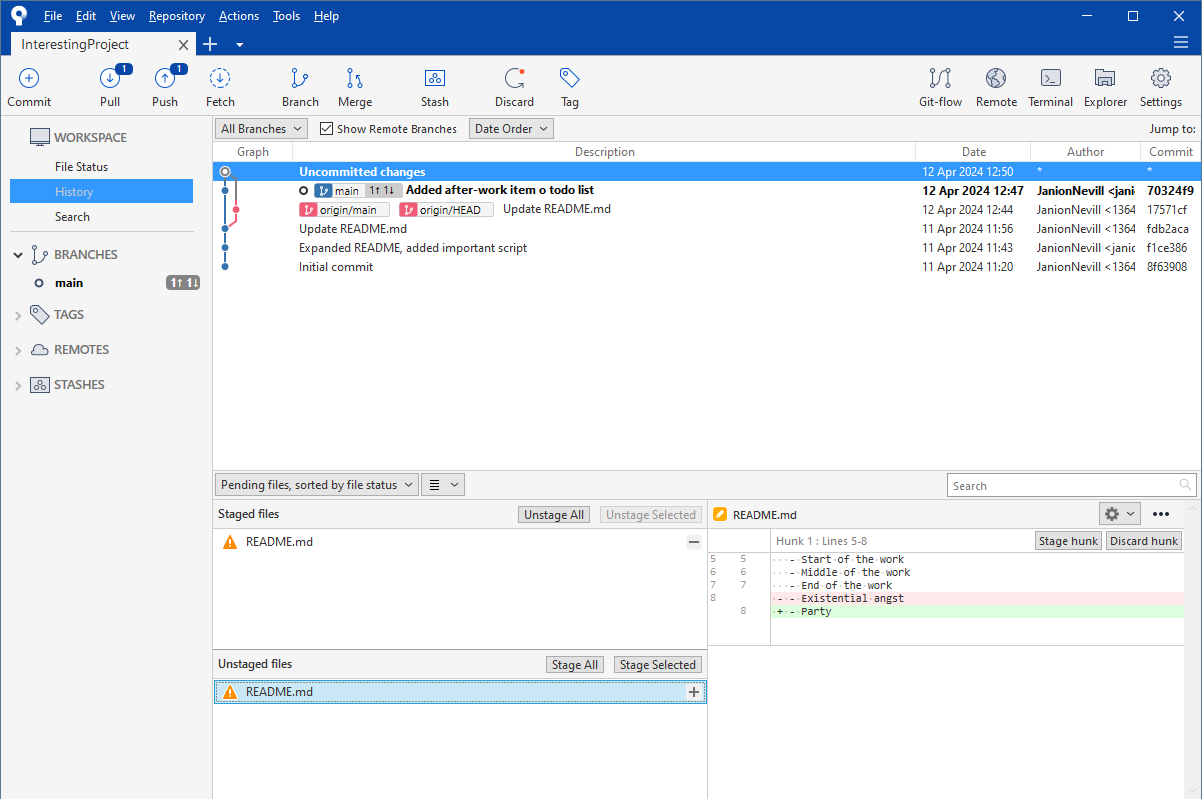 File Edit View Repository Actions Tools Help
InterestingProject
1 1
Commit Pull Push Fetch Branch Merge Stash Discard Tag Git-flow Remote Terminal Explorer Settings
WORKSPACE
File Status
History
Search
BRANCHES
main 1↑ 1↓
TAGS
REMOTES
STASHES
All Branches Show Remote Branches Date Order Jump to:
Graph Description Date Author Commit
Uncommitted changes 12 Apr 2024 12:50 * *
main 1↑ 1↓ Added after-work item o todo list 12 Apr 2024 12:47 JanionNevill <janic 70324f9
origin/main origin/HEAD Update README.md 12 Apr 2024 12:44 JanionNevill <1364 17571cf
Update README.md 11 Apr 2024 11:56 JanionNevill <1364 fdb2aca
Expanded README, added important script 11 Apr 2024 11:43 JanionNevill <janic f1ce386
Initial commit 11 Apr 2024 11:20 JanionNevill <1364 8f63908
Pending files, sorted by file status Search
Staged files Unstage All Unstage Selected
README.md
Unstaged files Stage All Stage Selected
README.md
README.md
Hunk 1 : Lines 5-8 Stage hunk Discard hunk
5 5 - Start of the work
6 6 - Middle of the work
7 7 - End of the work
8 - - Existential angst
8 + - Party